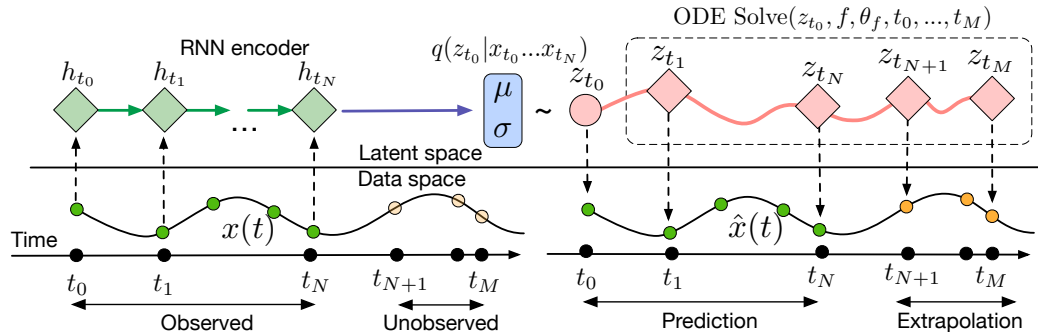 ODE Solve(z_{t_0}, f, θ_f, t_0, ..., t_M)
RNN encoder
q(z_{t_0}|x_{t_0}...x_{t_N})
h_{t_0} h_{t_1} h_{t_N}
z_{t_0} z_{t_1} z_{t_N} z_{t_{N+1}} z_{t_M}
...
μ
σ
~
Latent space
Data space
x(t)
x̂(t)
Time
t_0 t_1 t_N t_{N+1} t_M
t_0 t_1 t_N t_{N+1} t_M
Observed Unobserved
Prediction Extrapolation